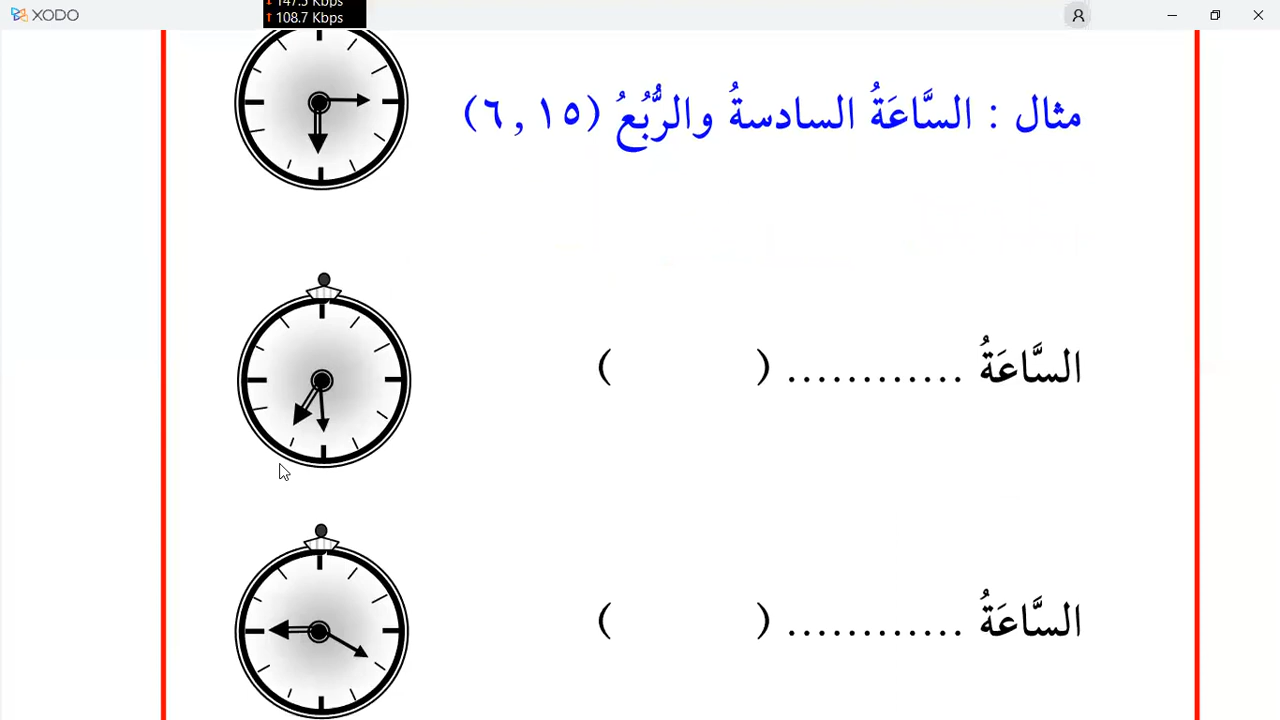 XODO
147.5 Kbps
108.7 Kbps
مثال : السَّاعَةُ السادسةُ والرُّبُعُ (٦,١٥)
السَّاعَةُ ............ (          )
السَّاعَةُ ............ (          )